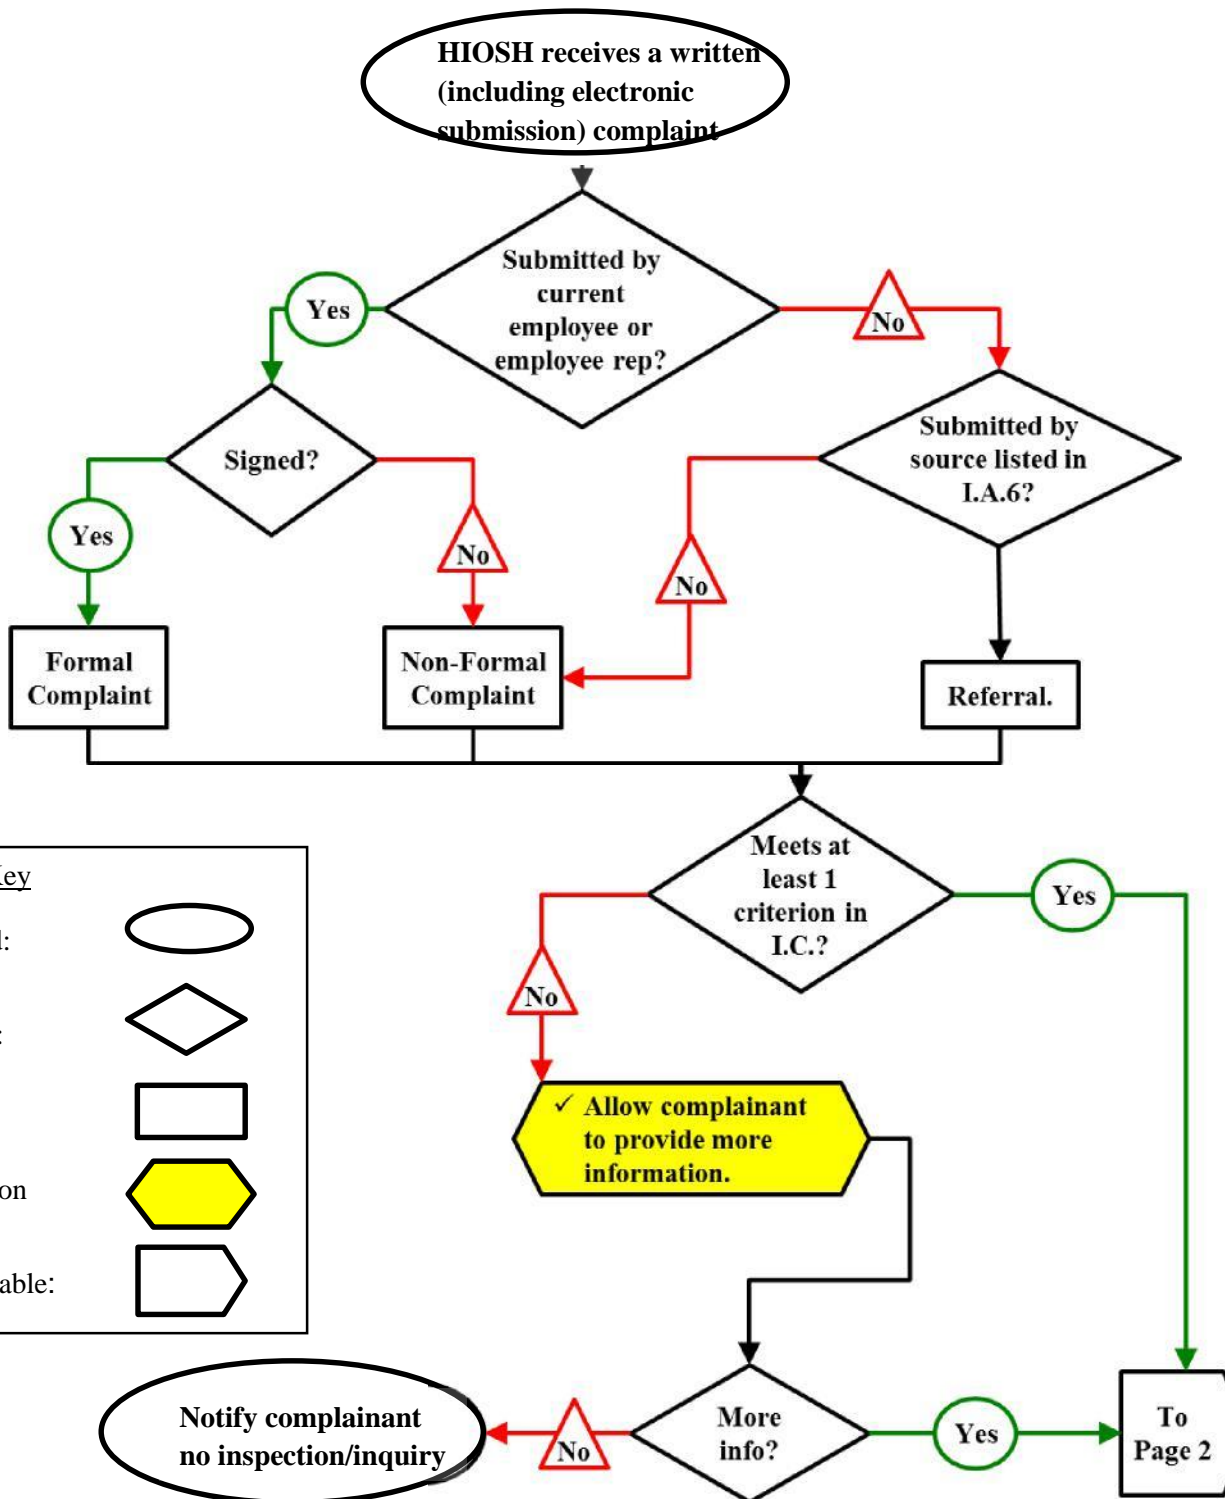 HIOSH receives a written
(including electronic
submission) complaint
Submitted by
current
employee or
employee rep?
Yes
No
Signed?
Submitted by
source listed in
I.A.6?
Yes
No
No
Formal
Complaint
Non-Formal
Complaint
Referral.
Meets at
least 1
criterion in
I.C.?
Yes
No
✓ Allow complainant
to provide more
information.
More
info?
No
Yes
Notify complainant
no inspection/inquiry
To
Page 2